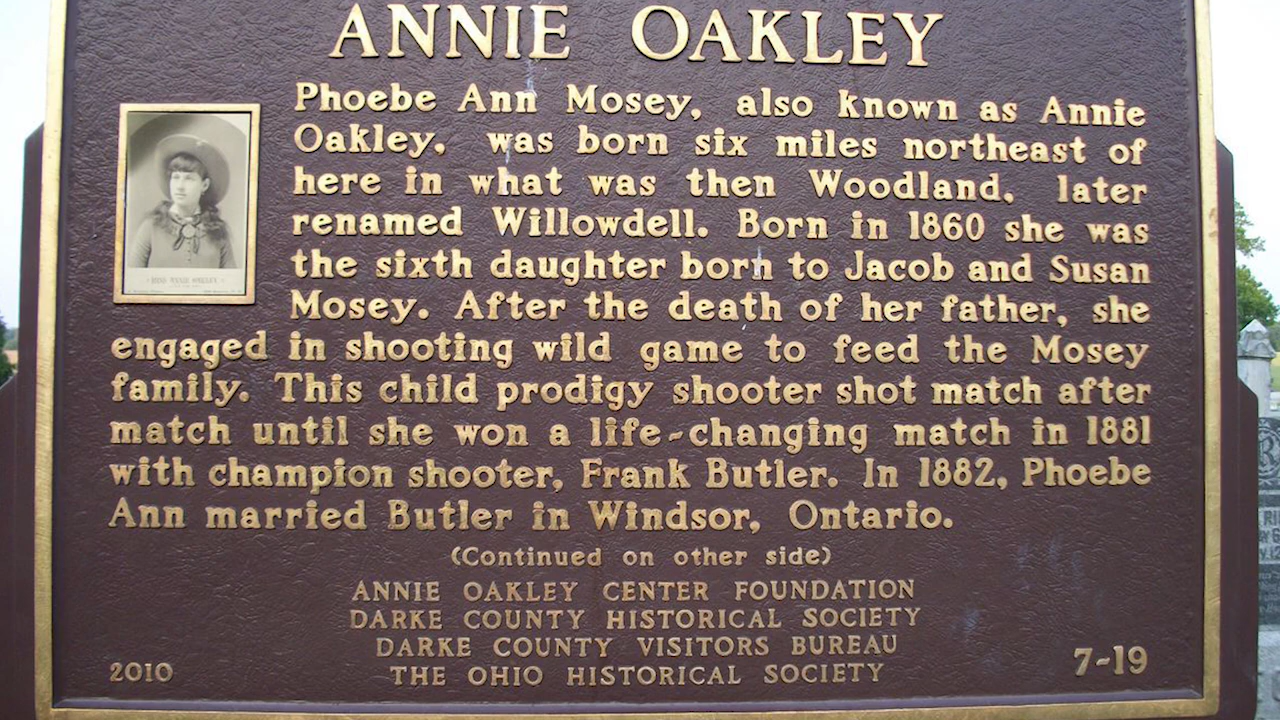 ANNIE OAKLEY
Phoebe Ann Mosey, also known as Annie
Oakley, was born six miles northeast of
here in what was then Woodland, later
renamed Willowdell. Born in 1860 she was
the sixth daughter born to Jacob and Susan
Mosey. After the death of her father, she
engaged in shooting wild game to feed the Mosey
family. This child prodigy shooter shot match after
match until she won a life-changing match in 1881
with champion shooter, Frank Butler. In 1882, Phoebe
Ann married Butler in Windsor, Ontario.
(Continued on other side)
ANNIE OAKLEY CENTER FOUNDATION
DARKE COUNTY HISTORICAL SOCIETY
DARKE COUNTY VISITORS BUREAU
THE OHIO HISTORICAL SOCIETY
2010
7-19
MISS ANNIE OAKLEY